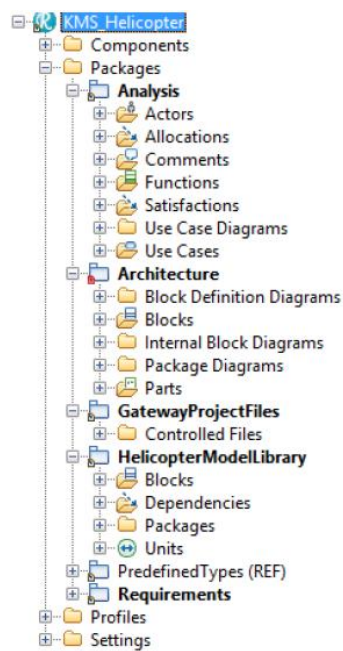 KMS_Helicopter
Components
Packages
Analysis
Actors
Allocations
Comments
Functions
Satisfactions
Use Case Diagrams
Use Cases
Architecture
Block Definition Diagrams
Blocks
Internal Block Diagrams
Package Diagrams
Parts
GatewayProjectFiles
Controlled Files
HelicopterModelLibrary
Blocks
Dependencies
Packages
Units
PredefinedTypes (REF)
Requirements
Profiles
Settings